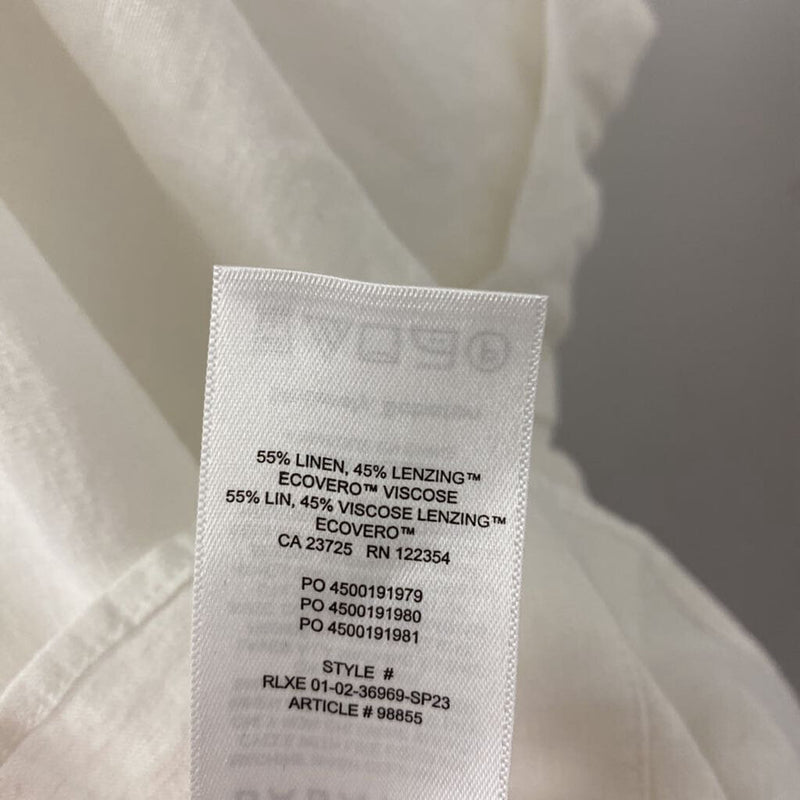 55% LINEN, 45% LENZING™
ECOVERO™ VISCOSE
55% LIN, 45% VISCOSE LENZING™
ECOVERO™
CA 23725 RN 122354
PO 4500191979
PO 4500191980
PO 4500191981
STYLE #
RLXE 01-02-36969-SP23
ARTICLE # 98855